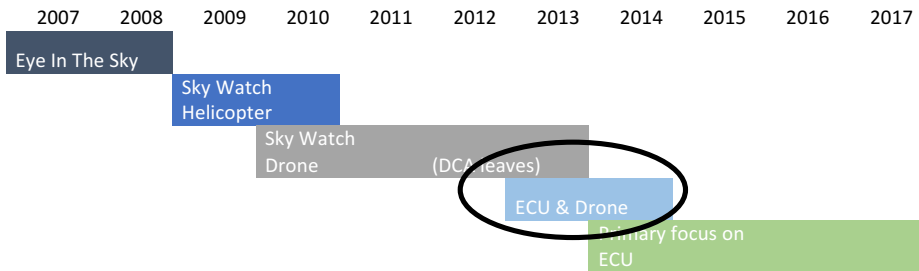 2007 2008 2009 2010 2011 2012 2013 2014 2015 2016 2017
Eye In The Sky
Sky Watch
Helicopter
Sky Watch
Drone (DCA leaves)
ECU & Drone
Primary focus on
ECU